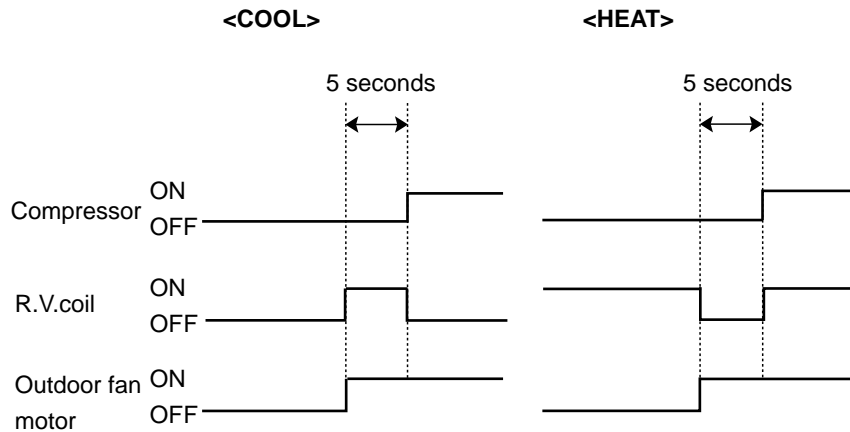 <COOL>
<HEAT>
5 seconds
5 seconds
Compressor
ON
OFF
R.V.coil
ON
OFF
Outdoor fan
motor
ON
OFF